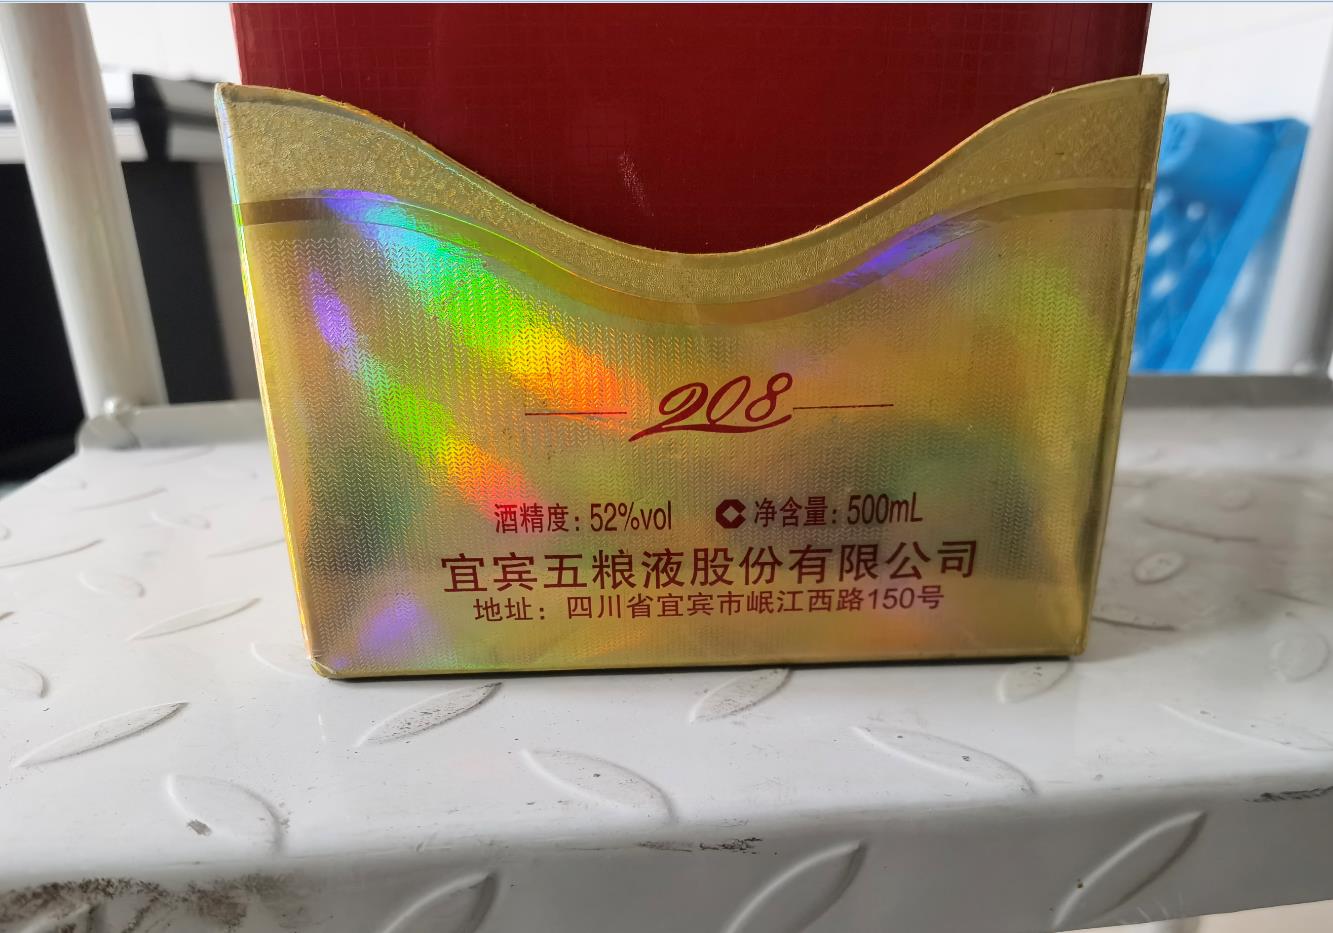 908
酒精度: 52%vol 净含量: 500mL
宜宾五粮液股份有限公司
地址: 四川省宜宾市岷江西路150号